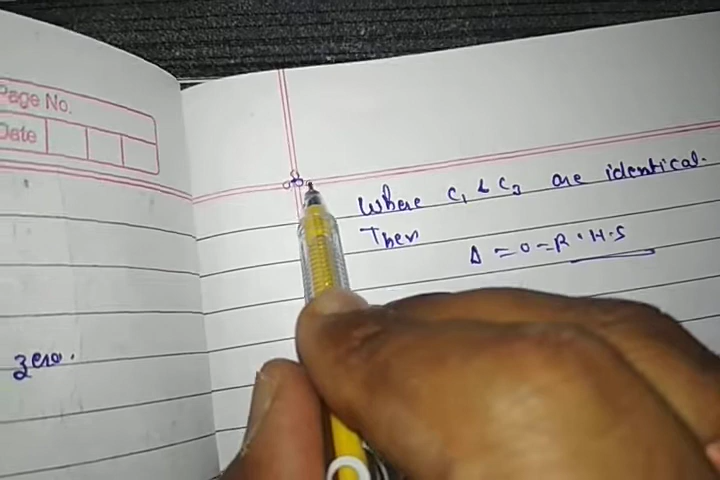 Page No.
Date
Where C₁ & C₃ are identical.
Then
Δ = 0 = R.H.S
zero.